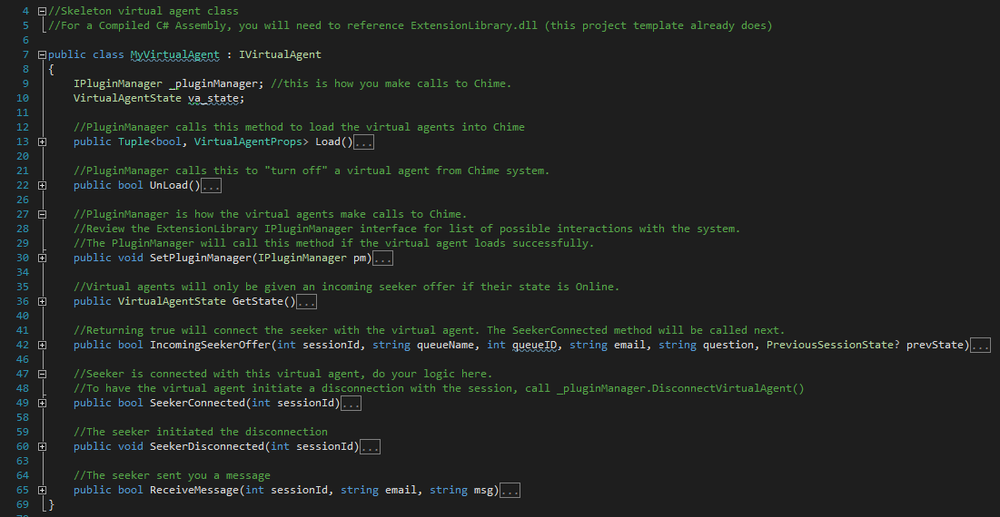 4 //Skeleton virtual agent class
5 //For a Compiled C# Assembly, you will need to reference ExtensionLibrary.dll (this project template already does)
6
7 public class MyVirtualAgent : IVirtualAgent
8 {
9 IPluginManager _pluginManager; //this is how you make calls to Chime.
10 VirtualAgentState va_state;
11
12 //PluginManager calls this method to load the virtual agents into Chime
13 public Tuple<bool, VirtualAgentProps> Load()...
20
21 //PluginManager calls this to "turn off" a virtual agent from Chime system.
22 public bool UnLoad()...
26
27 //PluginManager is how the virtual agents make calls to Chime.
28 //Review the ExtensionLibrary IPluginManager interface for list of possible interactions with the system.
29 //The PluginManager will call this method if the virtual agent loads successfully.
30 public void SetPluginManager(IPluginManager pm)...
34
35 //Virtual agents will only be given an incoming seeker offer if their state is Online.
36 public VirtualAgentState GetState()...
40
41 //Returning true will connect the seeker with the virtual agent. The SeekerConnected method will be called next.
42 public bool IncomingSeekerOffer(int sessionId, string queueName, int queueID, string email, string question, PreviousSessionState? prevState)...
46
47 //Seeker is connected with this virtual agent, do your logic here.
48 //To have the virtual agent initiate a disconnection with the session, call _pluginManager.DisconnectVirtualAgent()
49 public bool SeekerConnected(int sessionId)...
58
59 //The seeker initiated the disconnection
60 public void SeekerDisconnected(int sessionId)...
63
64 //The seeker sent you a message
65 public bool ReceiveMessage(int sessionId, string email, string msg)...
69 }